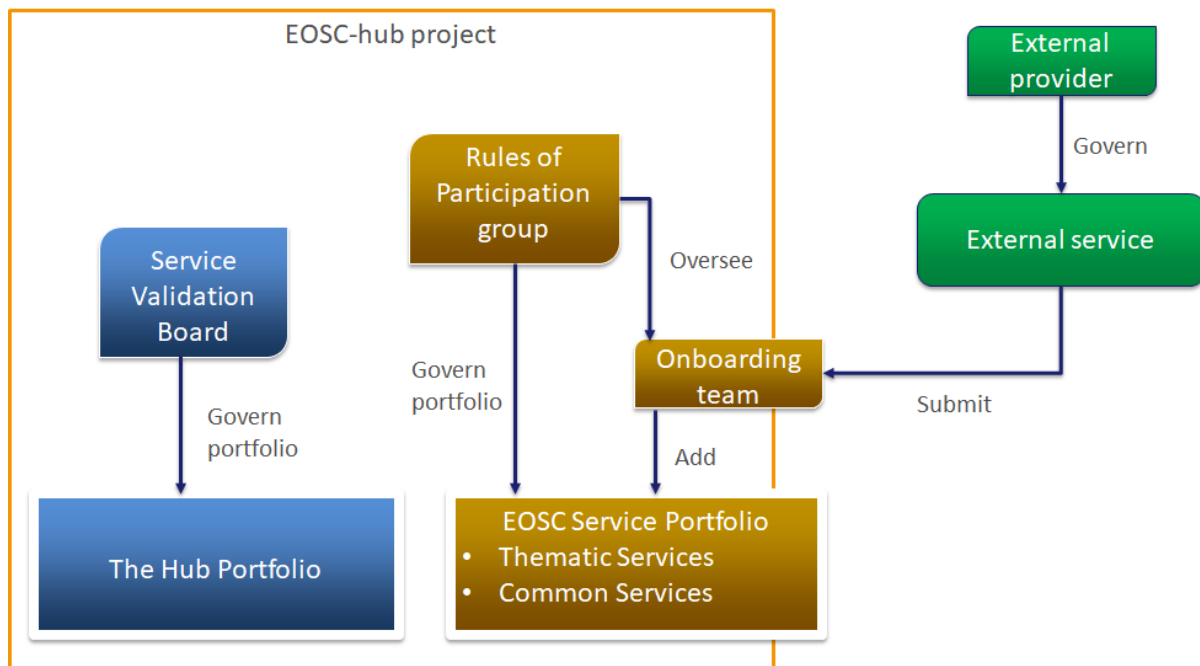 EOSC-hub project
External
provider
Govern
Rules of
Participation
group
External service
Oversee
Service
Validation
Board
Onboarding
team
Govern
portfolio
Submit
Govern
portfolio
Add
The Hub Portfolio
EOSC Service Portfolio
• Thematic Services
• Common Services